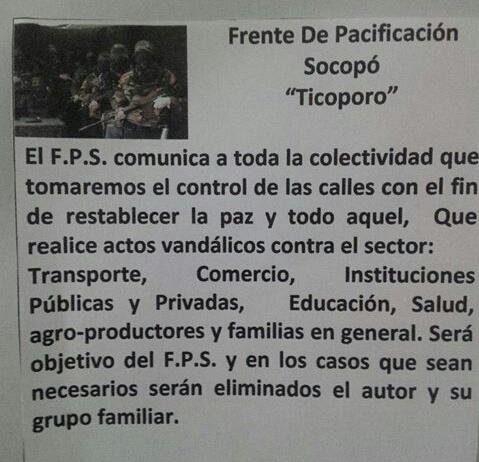 Frente De Pacificación
Socopó
“Ticoporo”
El F.P.S. comunica a toda la colectividad que
tomaremos el control de las calles con el fin
de restablecer la paz y todo aquel, Que
realice actos vandálicos contra el sector:
Transporte, Comercio, Instituciones
Públicas y Privadas, Educación, Salud,
agro-productores y familias en general. Será
objetivo del F.P.S. y en los casos que sean
necesarios serán eliminados el autor y su
grupo familiar.